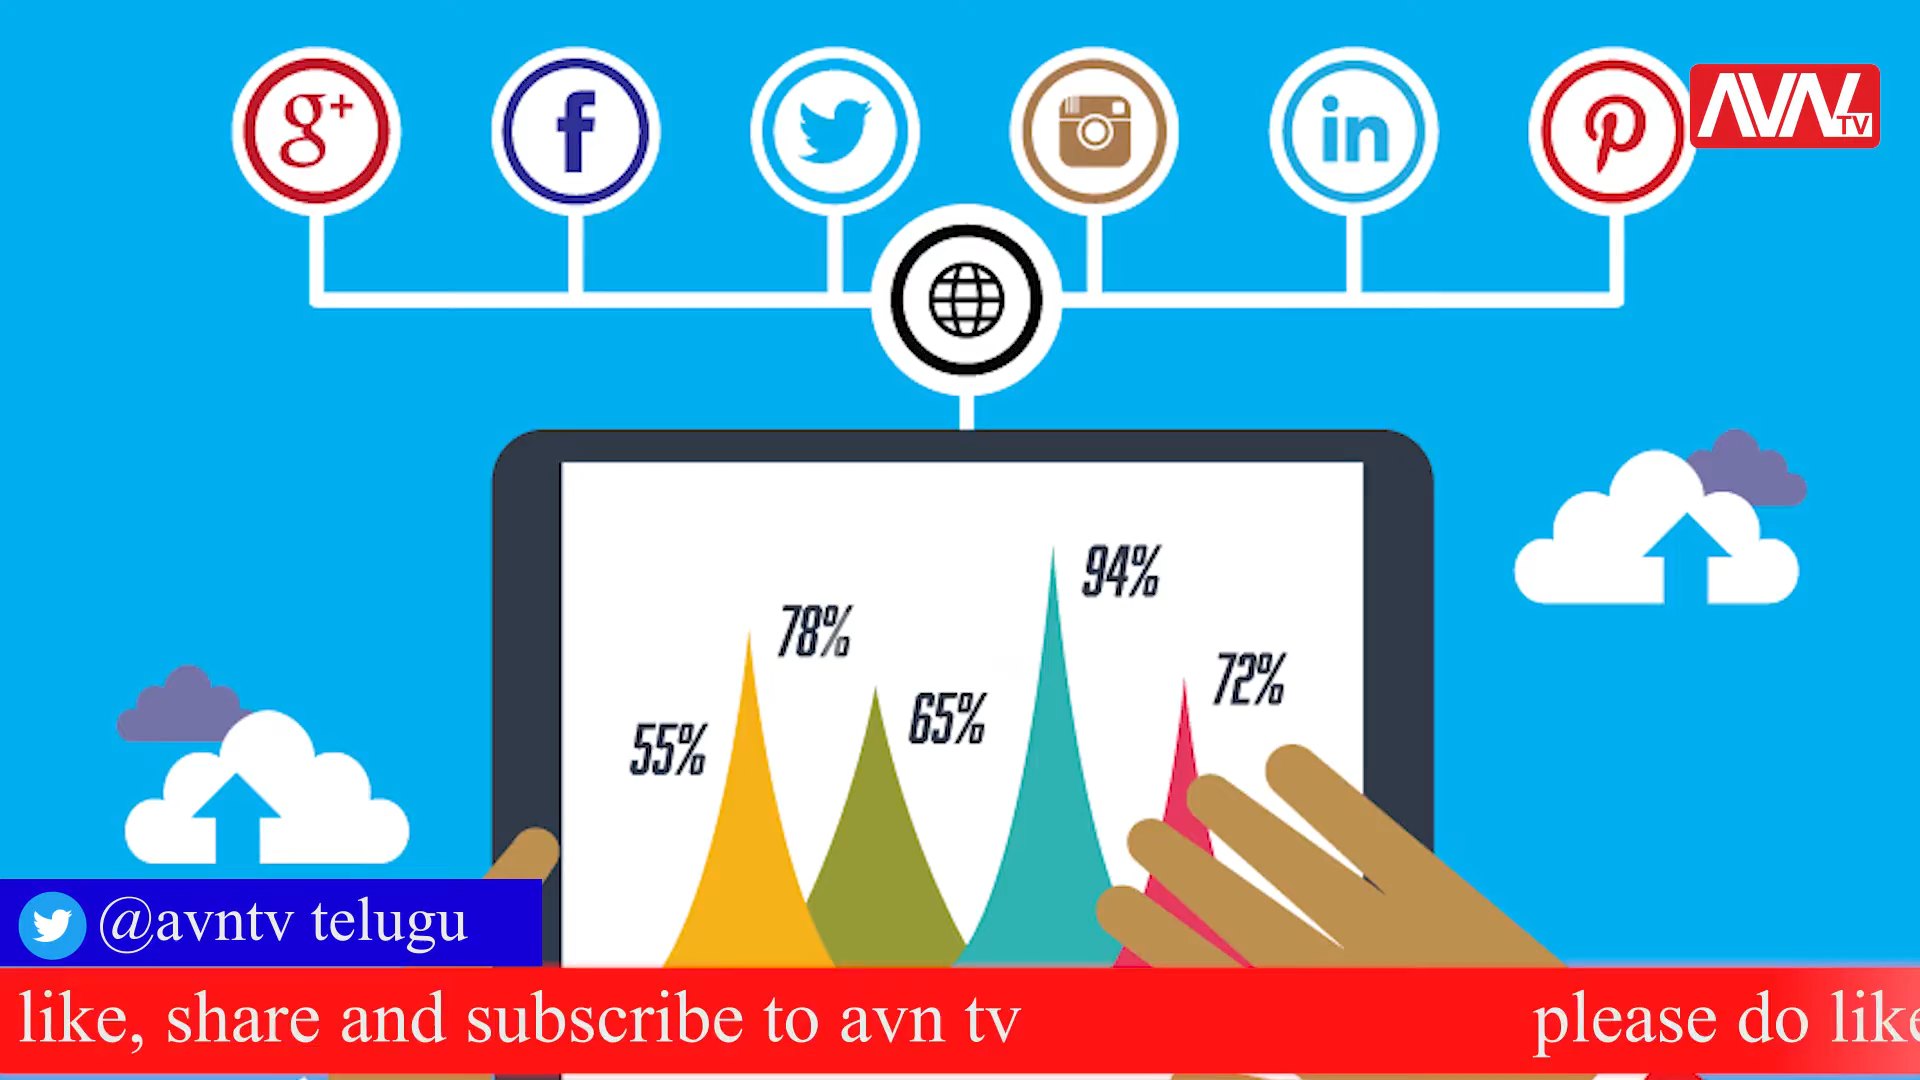 g+
f
in
AVN TV
94%
78%
72%
65%
55%
@avntv telugu
like, share and subscribe to avn tv
please do like